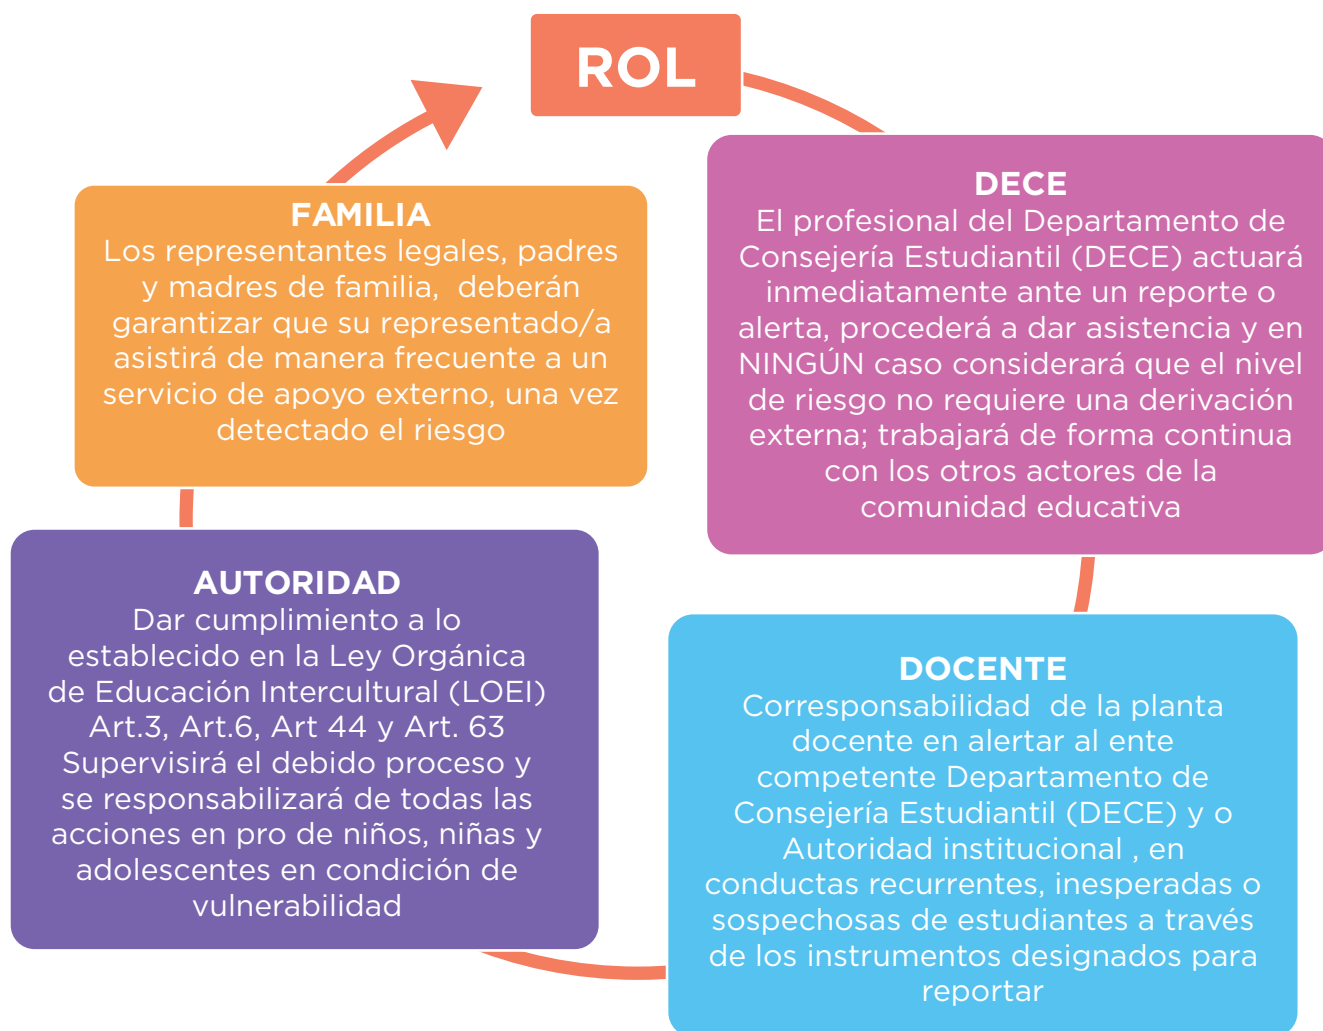 ROL
DECE
El profesional del Departamento de
Consejería Estudiantil (DECE) actuará
inmediatamente ante un reporte o
alerta, procederá a dar asistencia y en
NINGÚN caso considerará que el nivel
de riesgo no requiere una derivación
externa; trabajará de forma continua
con los otros actores de la
comunidad educativa
DOCENTE
Corresponsabilidad de la planta
docente en alertar al ente
competente Departamento de
Consejería Estudiantil (DECE) y o
Autoridad institucional , en
conductas recurrentes, inesperadas o
sospechosas de estudiantes a través
de los instrumentos designados para
reportar
AUTORIDAD
Dar cumplimiento a lo
establecido en la Ley Orgánica
de Educación Intercultural (LOEI)
Art.3, Art.6, Art 44 y Art. 63
Supervisirá el debido proceso y
se responsabilizará de todas las
acciones en pro de niños, niñas y
adolescentes en condición de
vulnerabilidad
FAMILIA
Los representantes legales, padres
y madres de familia, deberán
garantizar que su representado/a
asistirá de manera frecuente a un
servicio de apoyo externo, una vez
detectado el riesgo